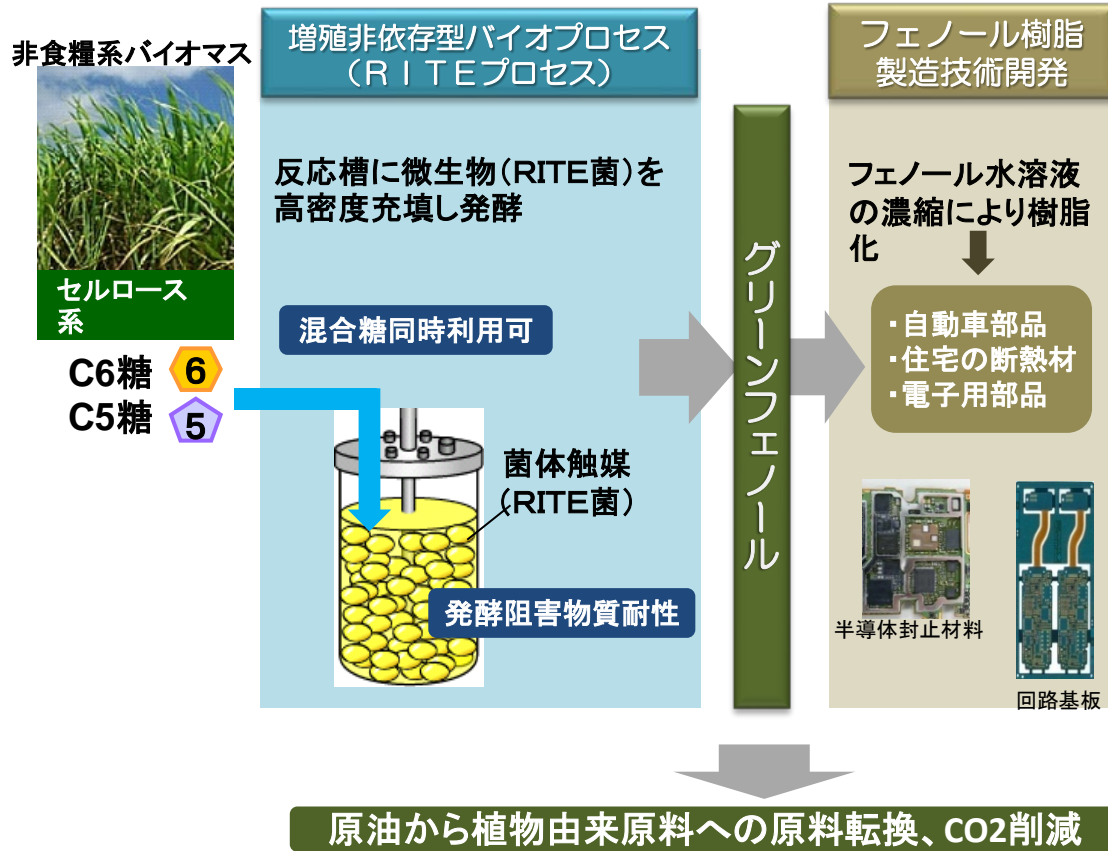 非食糧系バイオマス
セルロース
系
C6糖 6
C5糖 5
増殖非依存型バイオプロセス
（ＲＩＴＥプロセス）
反応槽に微生物（RITE菌）を
高密度充填し発酵
混合糖同時利用可
菌体触媒
（RITE菌）
発酵阻害物質耐性
グリーンフェノール
フェノール樹脂
製造技術開発
フェノール水溶液
の濃縮により樹脂
化
・自動車部品
・住宅の断熱材
・電子用部品
半導体封止材料
回路基板
原油から植物由来原料への原料転換、CO2削減